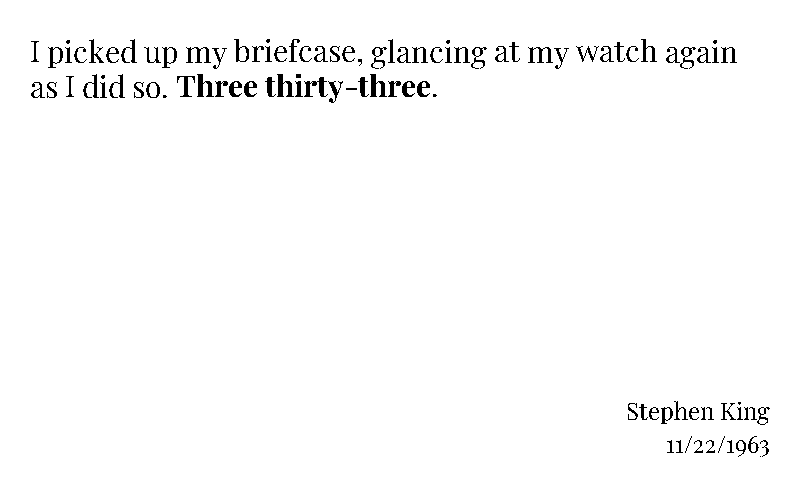 I picked up my briefcase, glancing at my watch again
as I did so. Three thirty-three.
Stephen King
11/22/1963